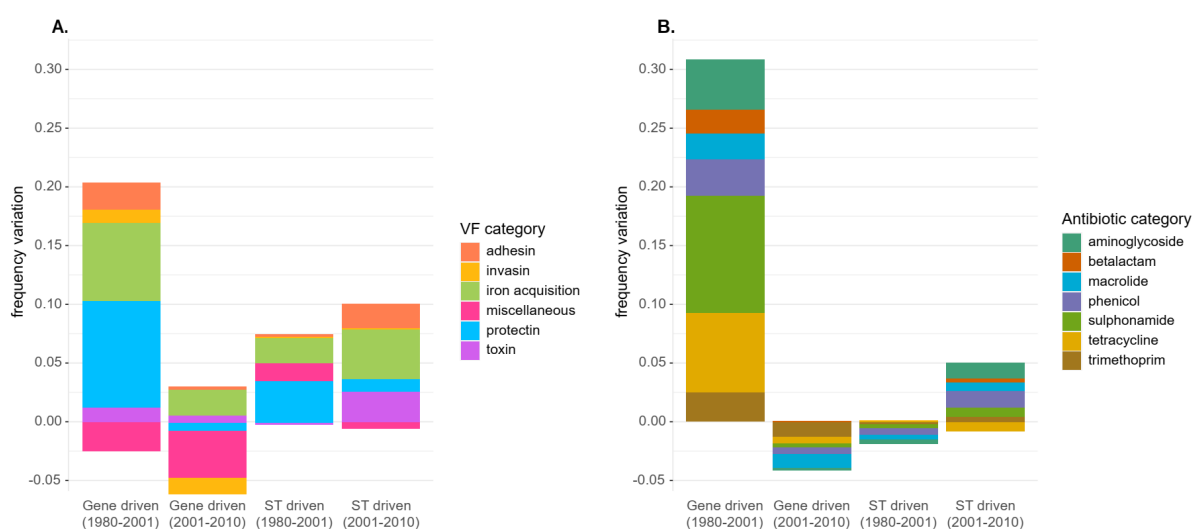 A.
frequency variation
0.30
0.25
0.20
0.15
0.10
0.05
0.00
-0.05
Gene driven
(1980-2001)
Gene driven
(2001-2010)
ST driven
(1980-2001)
ST driven
(2001-2010)
VF category
adhesin
invasin
iron acquisition
miscellaneous
protectin
toxin
B.
frequency variation
0.30
0.25
0.20
0.15
0.10
0.05
0.00
-0.05
Gene driven
(1980-2001)
Gene driven
(2001-2010)
ST driven
(1980-2001)
ST driven
(2001-2010)
Antibiotic category
aminoglycoside
betalactam
macrolide
phenicol
sulphonamide
tetracycline
trimethoprim